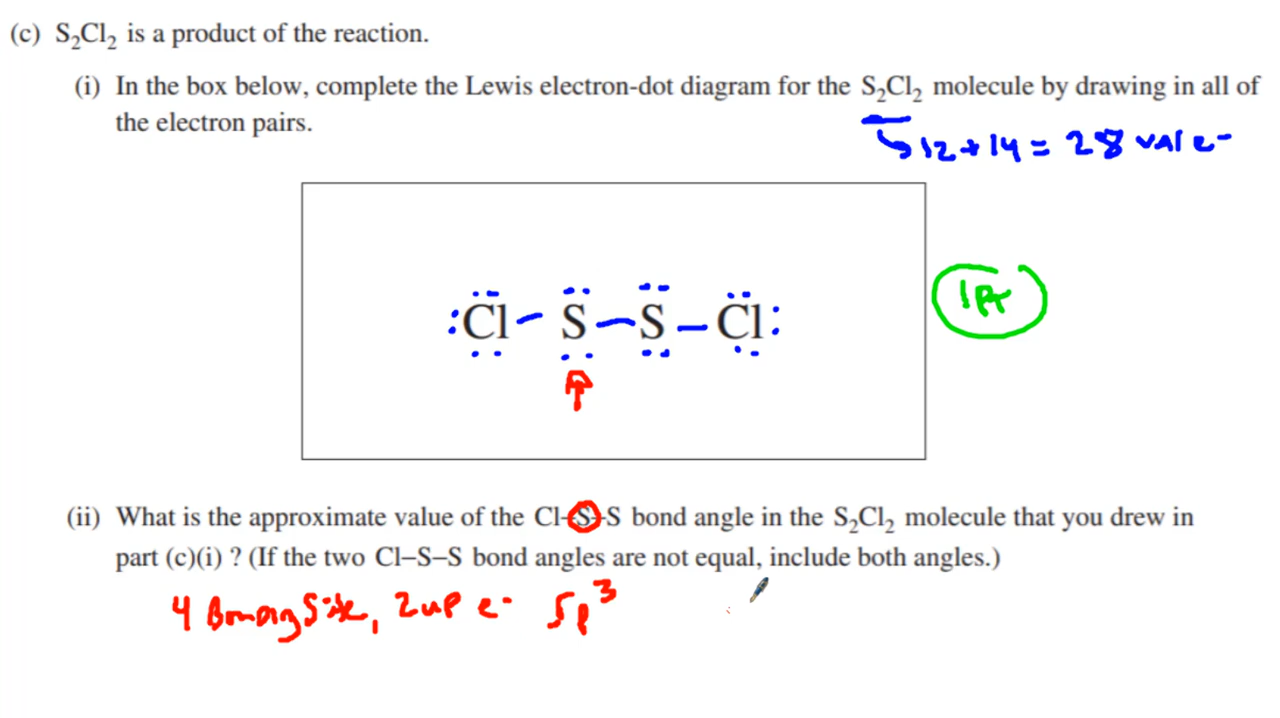 (c) S₂Cl₂ is a product of the reaction.
(i) In the box below, complete the Lewis electron-dot diagram for the S₂Cl₂ molecule by drawing in all of
the electron pairs.
12 + 14 = 28 val e⁻
:Cl – S – S – Cl:
1 Pt
(ii) What is the approximate value of the Cl–S–S bond angle in the S₂Cl₂ molecule that you drew in
part (c)(i) ? (If the two Cl–S–S bond angles are not equal, include both angles.)
4 Bonding Site, 2 up e⁻ Sp³